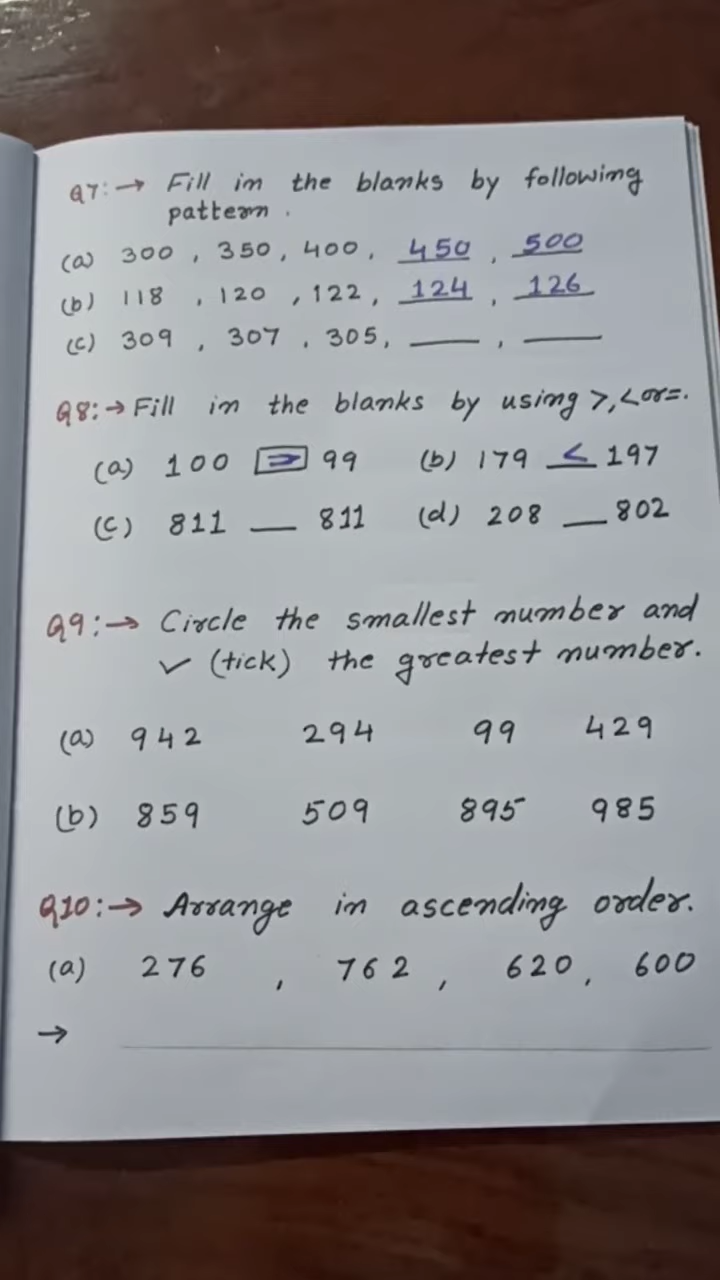 Q7:→ Fill in the blanks by following
pattern.
(a) 300, 350, 400, 450, 500
(b) 118, 120, 122, 124, 126
(c) 309, 307, 305, ___, ___
Q8:→ Fill in the blanks by using >, < or =.
(a) 100 > 99 (b) 179 < 197
(c) 811 __ 811 (d) 208 __ 802
Q9:→ Circle the smallest number and
✓ (tick) the greatest number.
(a) 942 294 99 429
(b) 859 509 895 985
Q10:→ Arrange in ascending order.
(a) 276, 762, 620, 600
→